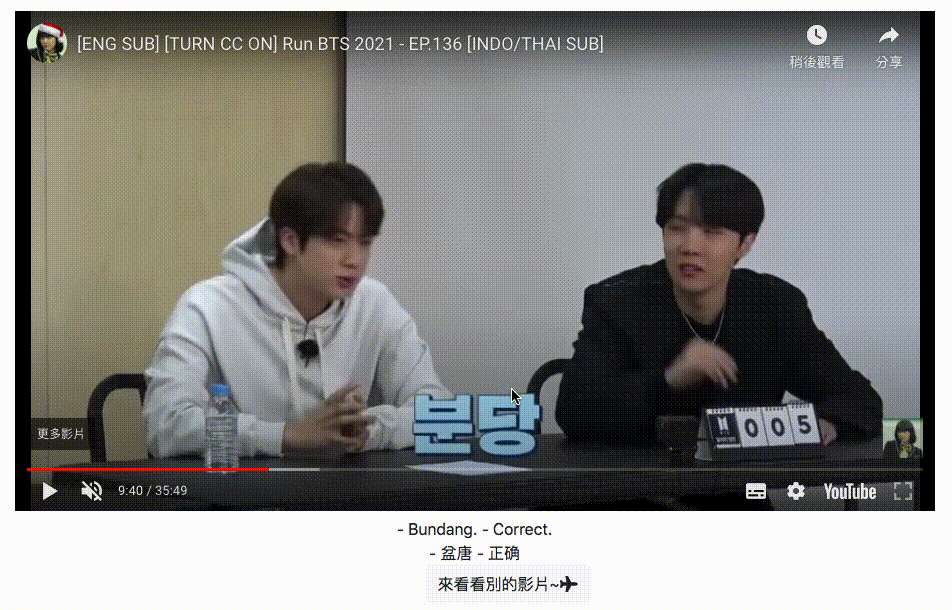 [ENG SUB] [TURN CC ON] Run BTS 2021 - EP.136 [INDO/THAI SUB]
稍後觀看
分享
분당
BTS
005
更多影片
9:40 / 35:49
YouTube
- Bundang. - Correct.
- 盆唐 - 正确
來看看別的影片~✈